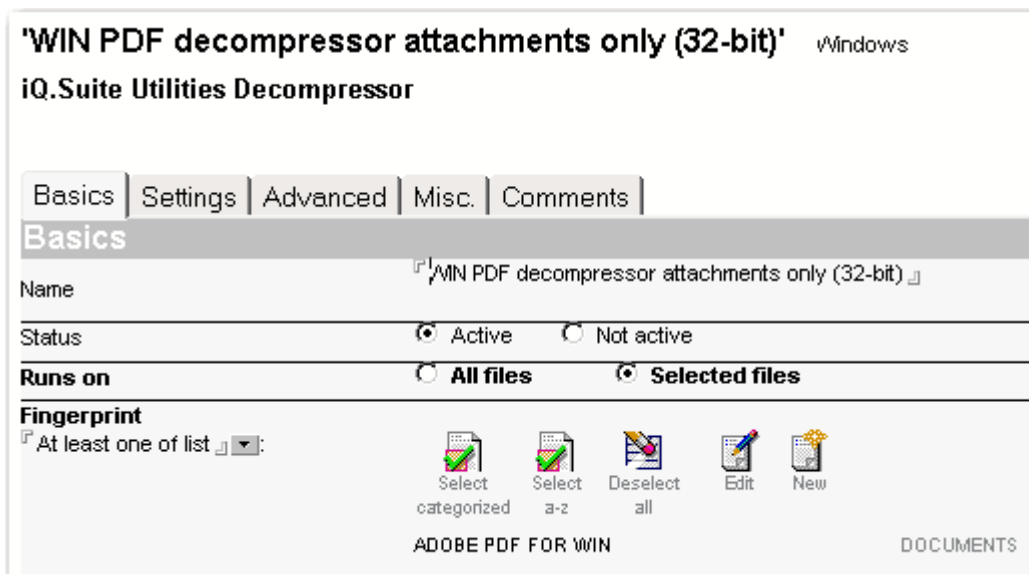 'WIN PDF decompressor attachments only (32-bit)' Windows
iQ.Suite Utilities Decompressor
Basics Settings Advanced Misc. Comments
Basics
Name WIN PDF decompressor attachments only (32-bit)
Status Active Not active
Runs on All files Selected files
Fingerprint
At least one of list :
Select categorized Select a-z Deselect all Edit New
ADOBE PDF FOR WIN DOCUMENTS